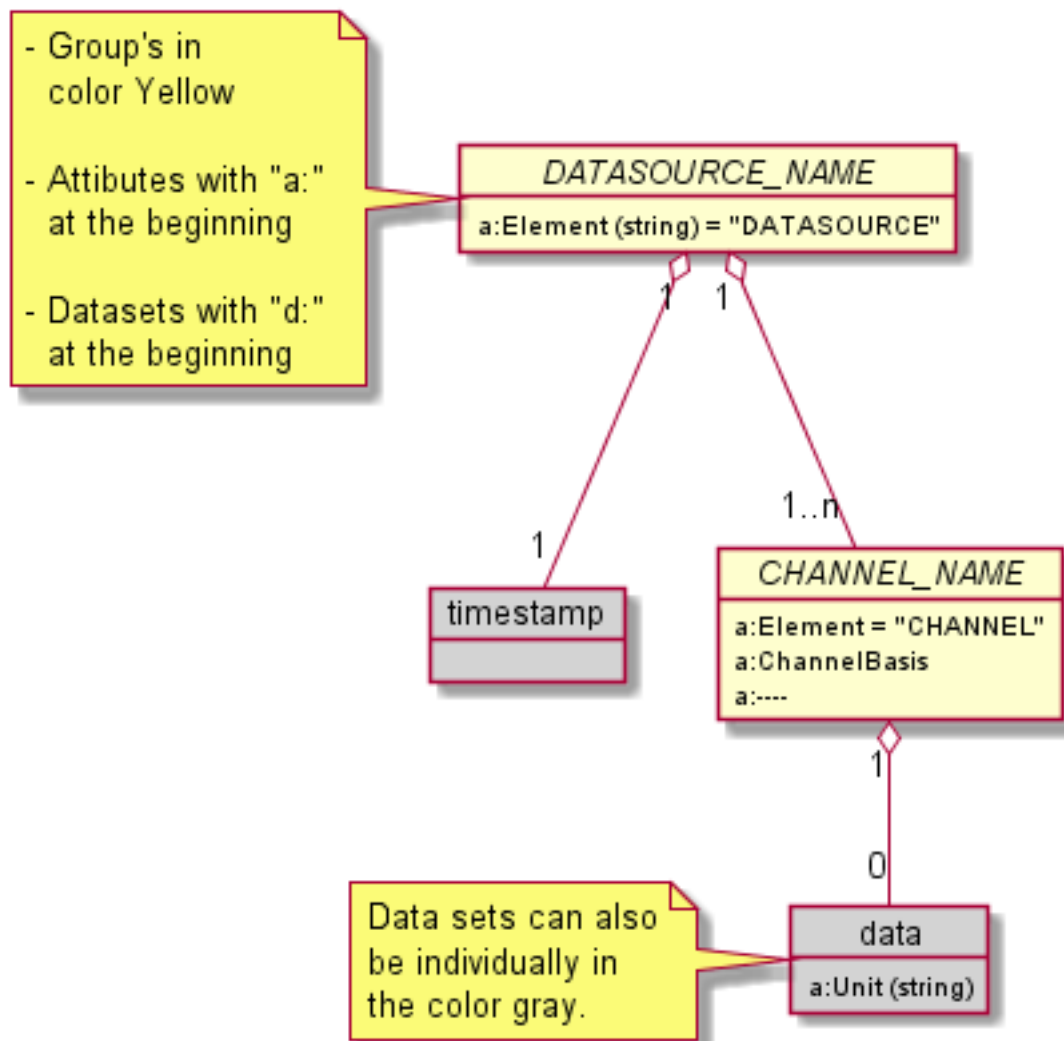 - Group's in
color Yellow
- Attibutes with "a:"
at the beginning
- Datasets with "d:"
at the beginning
DATASOURCE_NAME
a:Element (string) = "DATASOURCE"
1
1
1
1..n
timestamp
CHANNEL_NAME
a:Element = "CHANNEL"
a:ChannelBasis
a:----
1
0
Data sets can also
be individually in
the color gray.
data
a:Unit (string)